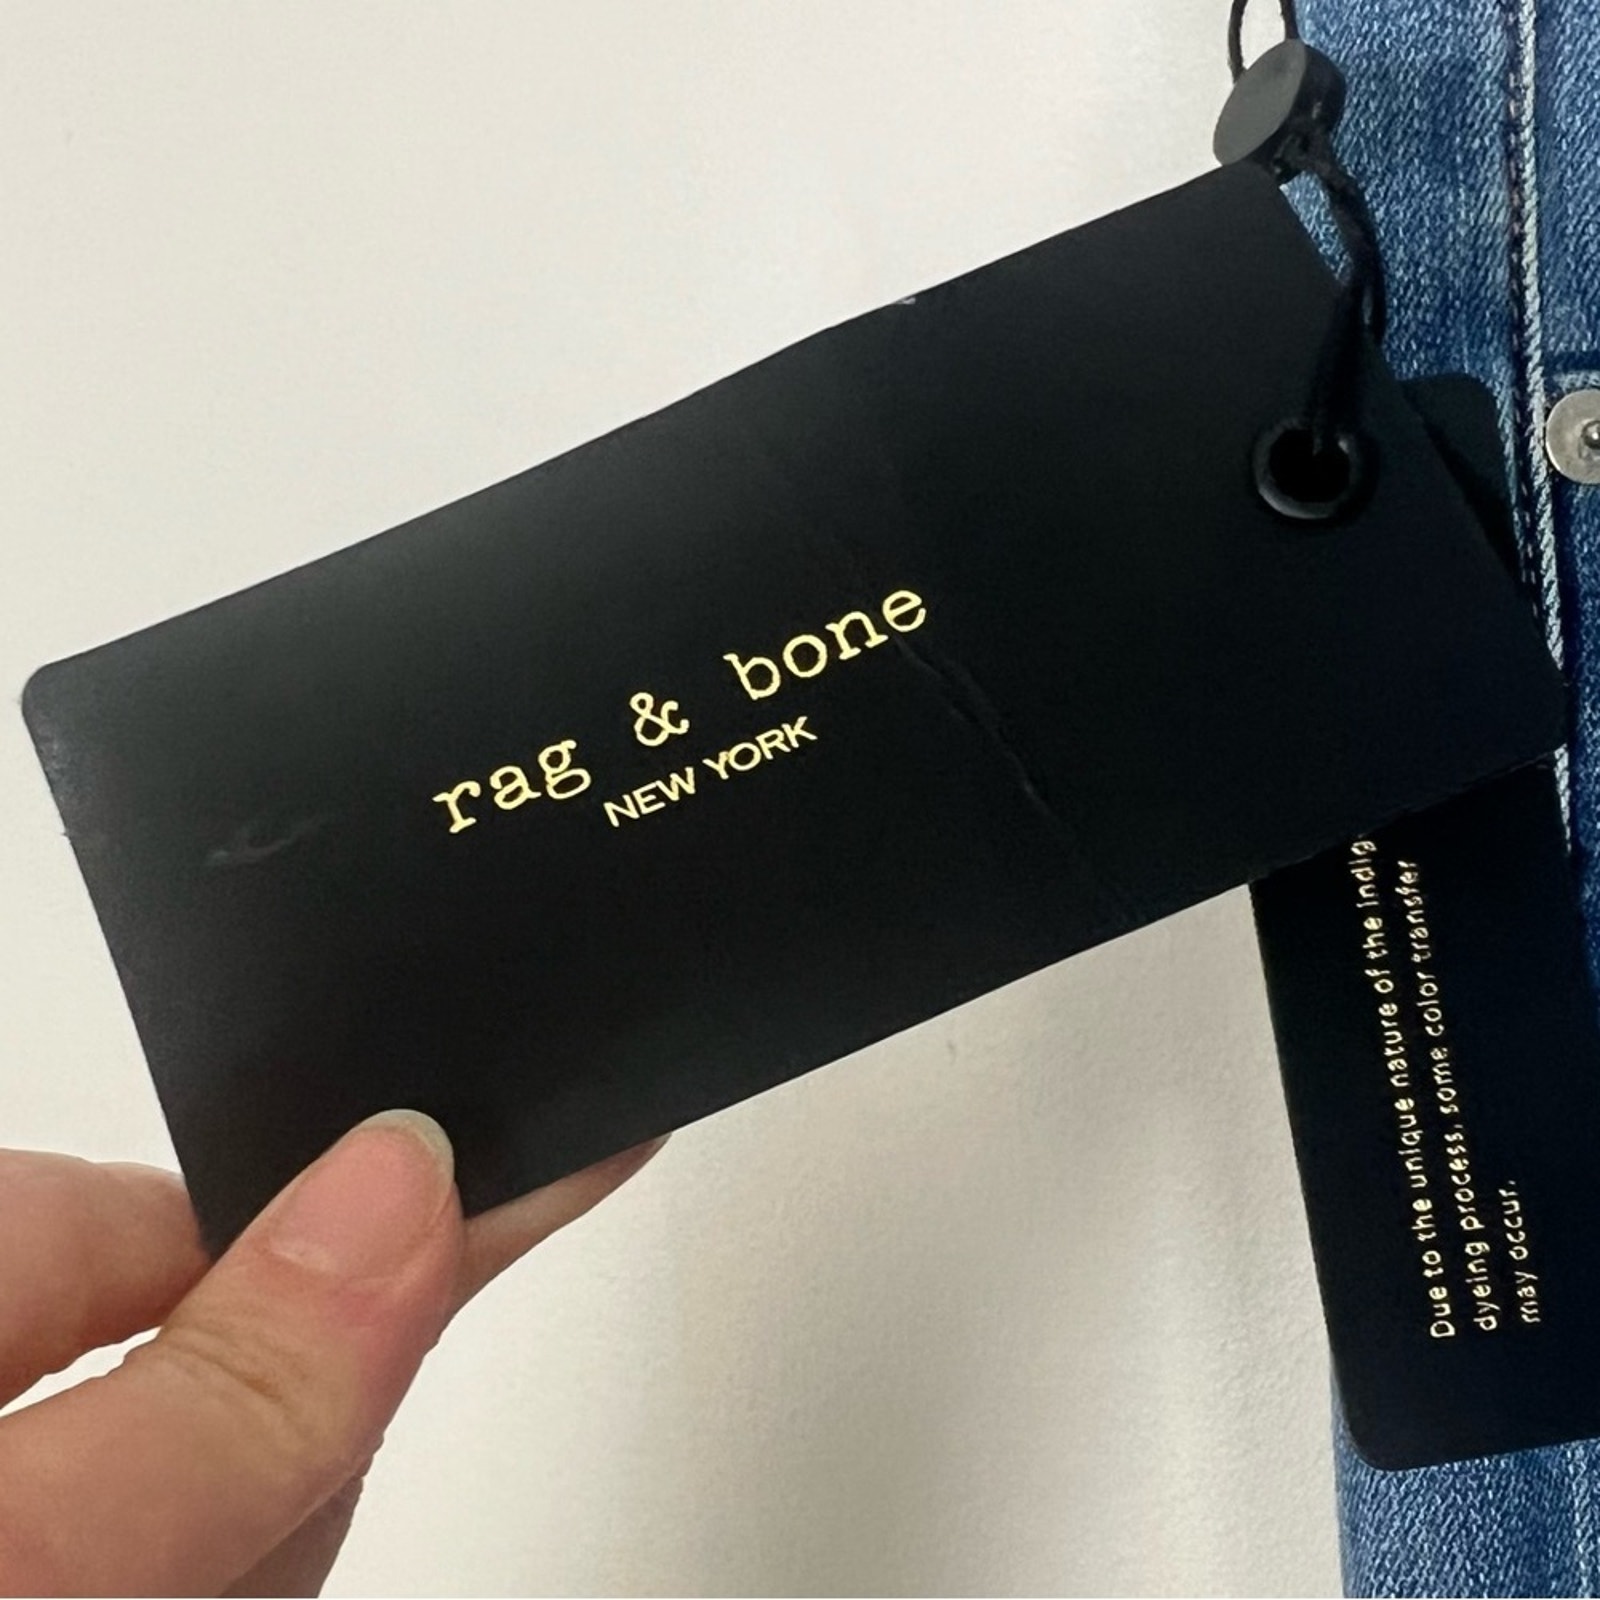 rag & bone
NEW YORK
Due to the unique nature of the indig
dyeing process, some color transfer
may occur.